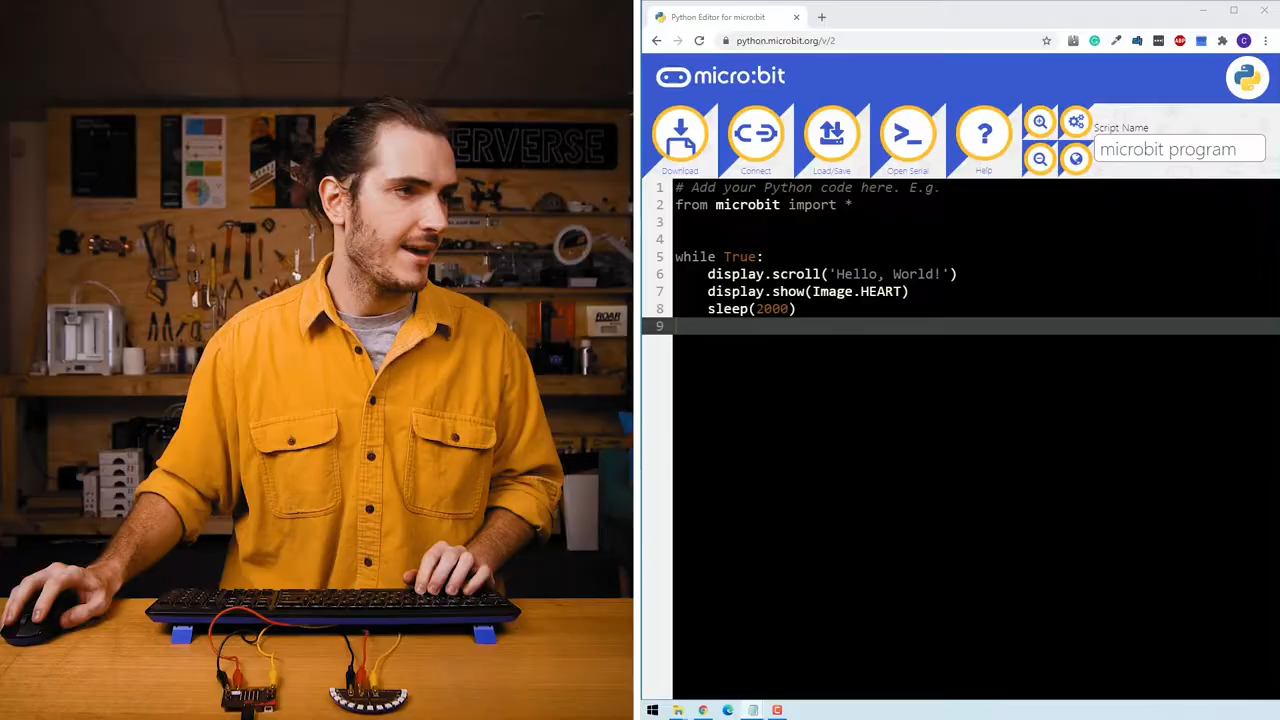 ERVERSE
ROAR
Python Editor for micro:bit
python.microbit.org/v/2
ABP
C
micro:bit
Download
Connect
Load/Save
Open Serial
Help
Script Name
microbit program
1 # Add your Python code here. E.g.
2 from microbit import *
3
4
5 while True:
6 display.scroll('Hello, World!')
7 display.show(Image.HEART)
8 sleep(2000)
9